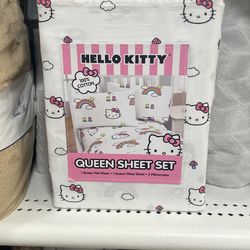 HELLO KITTY
100%
COTTON
QUEEN SHEET SET
1 Queen Flat Sheet • 1 Queen Fitted Sheet • 2 Pillowcases